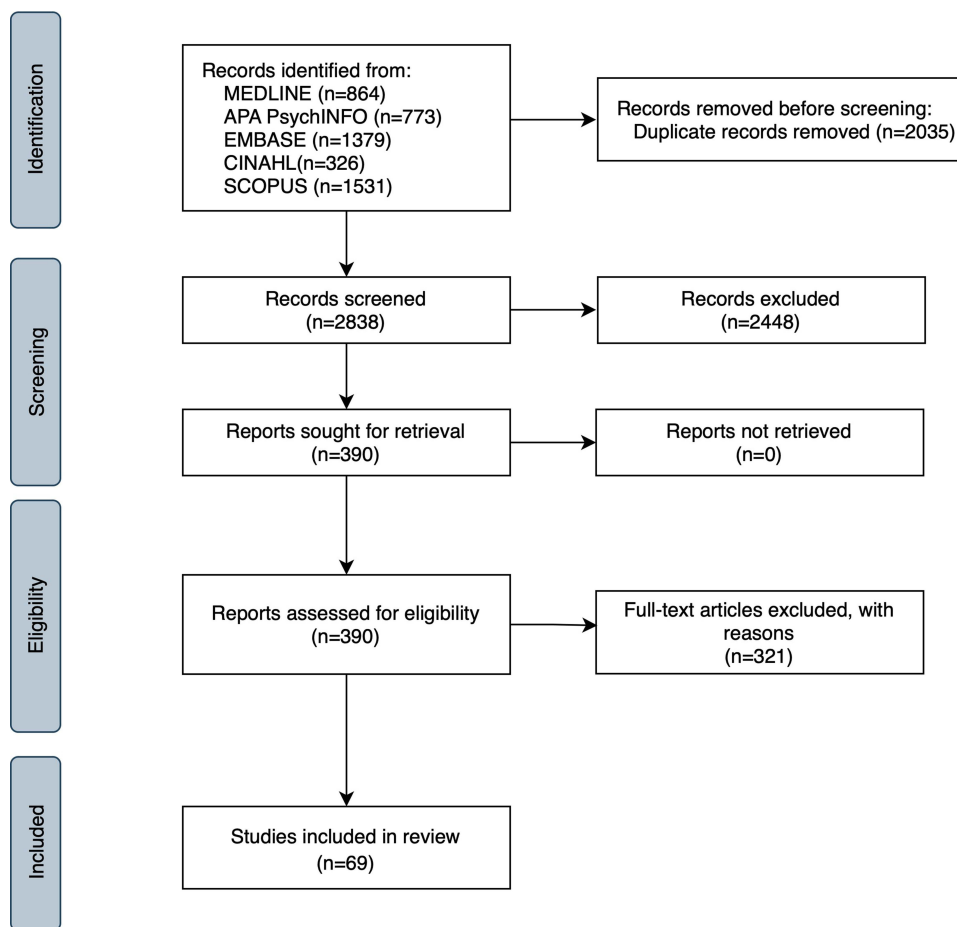 Identification
Records identified from:
MEDLINE (n=864)
APA PsychINFO (n=773)
EMBASE (n=1379)
CINAHL(n=326)
SCOPUS (n=1531)
Records removed before screening:
Duplicate records removed (n=2035)
Screening
Records screened
(n=2838)
Records excluded
(n=2448)
Reports sought for retrieval
(n=390)
Reports not retrieved
(n=0)
Eligibility
Reports assessed for eligibility
(n=390)
Full-text articles excluded, with
reasons
(n=321)
Included
Studies included in review
(n=69)